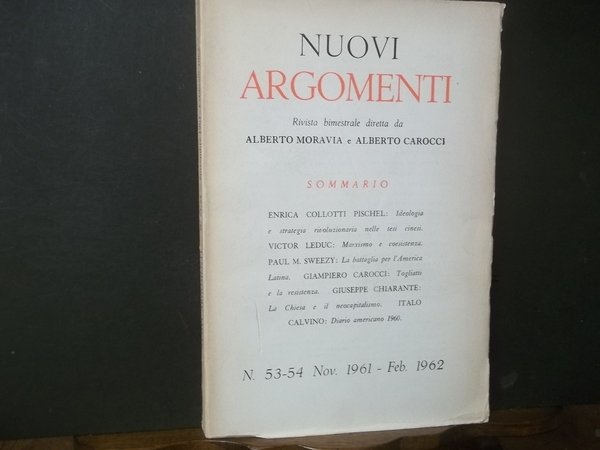 NUOVI
ARGOMENTI
Rivista bimestrale diretta da
ALBERTO MORAVIA e ALBERTO CAROCCI
SOMMARIO
ENRICA COLLOTTI PISCHEL: Ideologia
e strategia rivoluzionaria nelle tesi cinesi.
VICTOR LEDUC: Marxismo e coesistenza.
PAUL M. SWEEZY: La battaglia per l'America
Latina. GIAMPIERO CAROCCI: Togliatti
e la resistenza. GIUSEPPE CHIARANTE:
La Chiesa e il neocapitalismo. ITALO
CALVINO: Diario americano 1960.
N. 53-54 Nov. 1961 - Feb. 1962